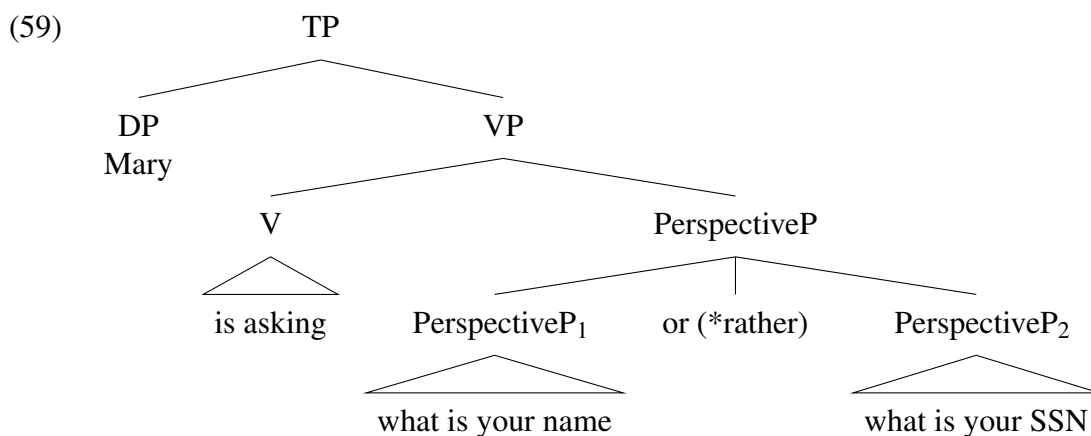 (59) TP
DP VP
Mary
V PerspectiveP
is asking PerspectiveP1 or (*rather) PerspectiveP2
what is your name what is your SSN